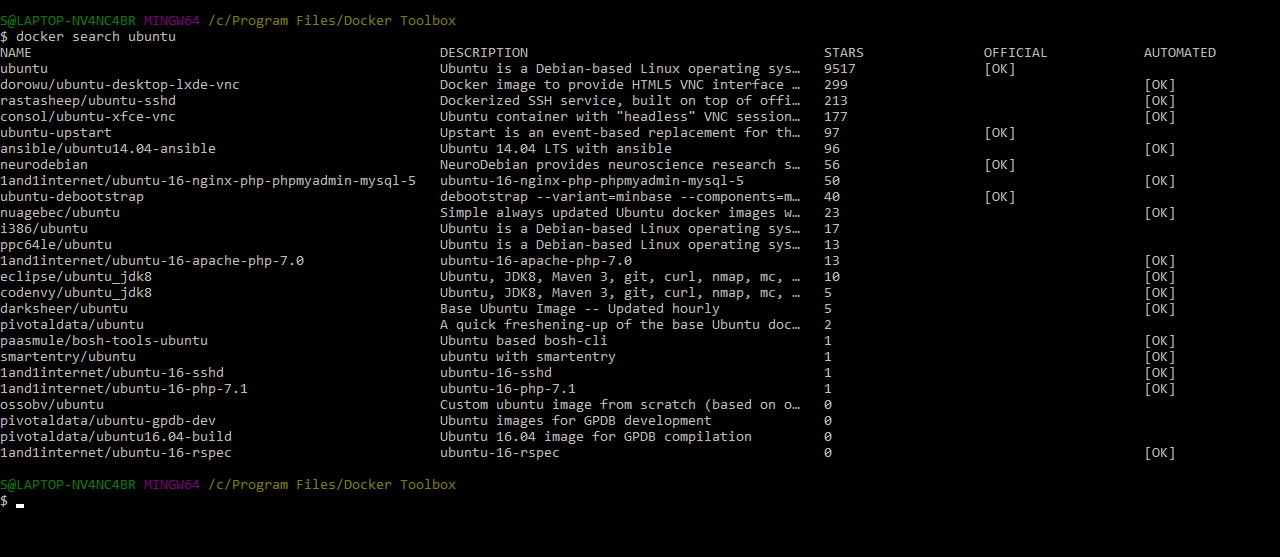 S@LAPTOP-NV4NC4BR MINGW64 /c/Program Files/Docker Toolbox
$ docker search ubuntu
NAME DESCRIPTION STARS OFFICIAL AUTOMATED
ubuntu Ubuntu is a Debian-based Linux operating sys… 9517 [OK]
dorowu/ubuntu-desktop-lxde-vnc Docker image to provide HTML5 VNC interface … 299 [OK]
rastasheep/ubuntu-sshd Dockerized SSH service, built on top of offi… 213 [OK]
consol/ubuntu-xfce-vnc Ubuntu container with "headless" VNC session… 177 [OK]
ubuntu-upstart Upstart is an event-based replacement for th… 97 [OK]
ansible/ubuntu14.04-ansible Ubuntu 14.04 LTS with ansible 96 [OK]
neurodebian NeuroDebian provides neuroscience research s… 56 [OK]
1and1internet/ubuntu-16-nginx-php-phpmyadmin-mysql-5 ubuntu-16-nginx-php-phpmyadmin-mysql-5 50 [OK]
ubuntu-debootstrap debootstrap --variant=minbase --components=m… 40 [OK]
nuagebec/ubuntu Simple always updated Ubuntu docker images w… 23 [OK]
i386/ubuntu Ubuntu is a Debian-based Linux operating sys… 17
ppc64le/ubuntu Ubuntu is a Debian-based Linux operating sys… 13
1and1internet/ubuntu-16-apache-php-7.0 ubuntu-16-apache-php-7.0 13 [OK]
eclipse/ubuntu_jdk8 Ubuntu, JDK8, Maven 3, git, curl, nmap, mc, … 10 [OK]
codenvy/ubuntu_jdk8 Ubuntu, JDK8, Maven 3, git, curl, nmap, mc, … 5 [OK]
darksheer/ubuntu Base Ubuntu Image -- Updated hourly 5 [OK]
pivotaldata/ubuntu A quick freshening-up of the base Ubuntu doc… 2
paasmule/bosh-tools-ubuntu Ubuntu based bosh-cli 1 [OK]
smartentry/ubuntu ubuntu with smartentry 1 [OK]
1and1internet/ubuntu-16-sshd ubuntu-16-sshd 1 [OK]
1and1internet/ubuntu-16-php-7.1 ubuntu-16-php-7.1 1 [OK]
ossobv/ubuntu Custom ubuntu image from scratch (based on o… 0
pivotaldata/ubuntu-gpdb-dev Ubuntu images for GPDB development 0
pivotaldata/ubuntu16.04-build Ubuntu 16.04 image for GPDB compilation 0
1and1internet/ubuntu-16-rspec ubuntu-16-rspec 0 [OK]
S@LAPTOP-NV4NC4BR MINGW64 /c/Program Files/Docker Toolbox
$